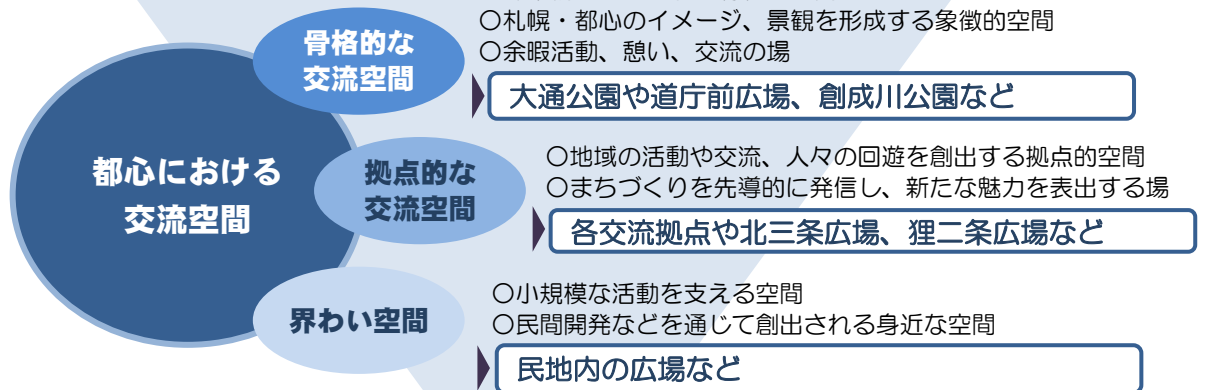 都心における
交流空間
骨格的な
交流空間
〇札幌・都心のイメージ、景観を形成する象徴的空間
〇余暇活動、憩い、交流の場
大通公園や道庁前広場、創成川公園など
拠点的な
交流空間
〇地域の活動や交流、人々の回遊を創出する拠点的空間
〇まちづくりを先導的に発信し、新たな魅力を表出する場
各交流拠点や北三条広場、狸二条広場など
界わい空間
〇小規模な活動を支える空間
〇民間開発などを通じて創出される身近な空間
民地内の広場など